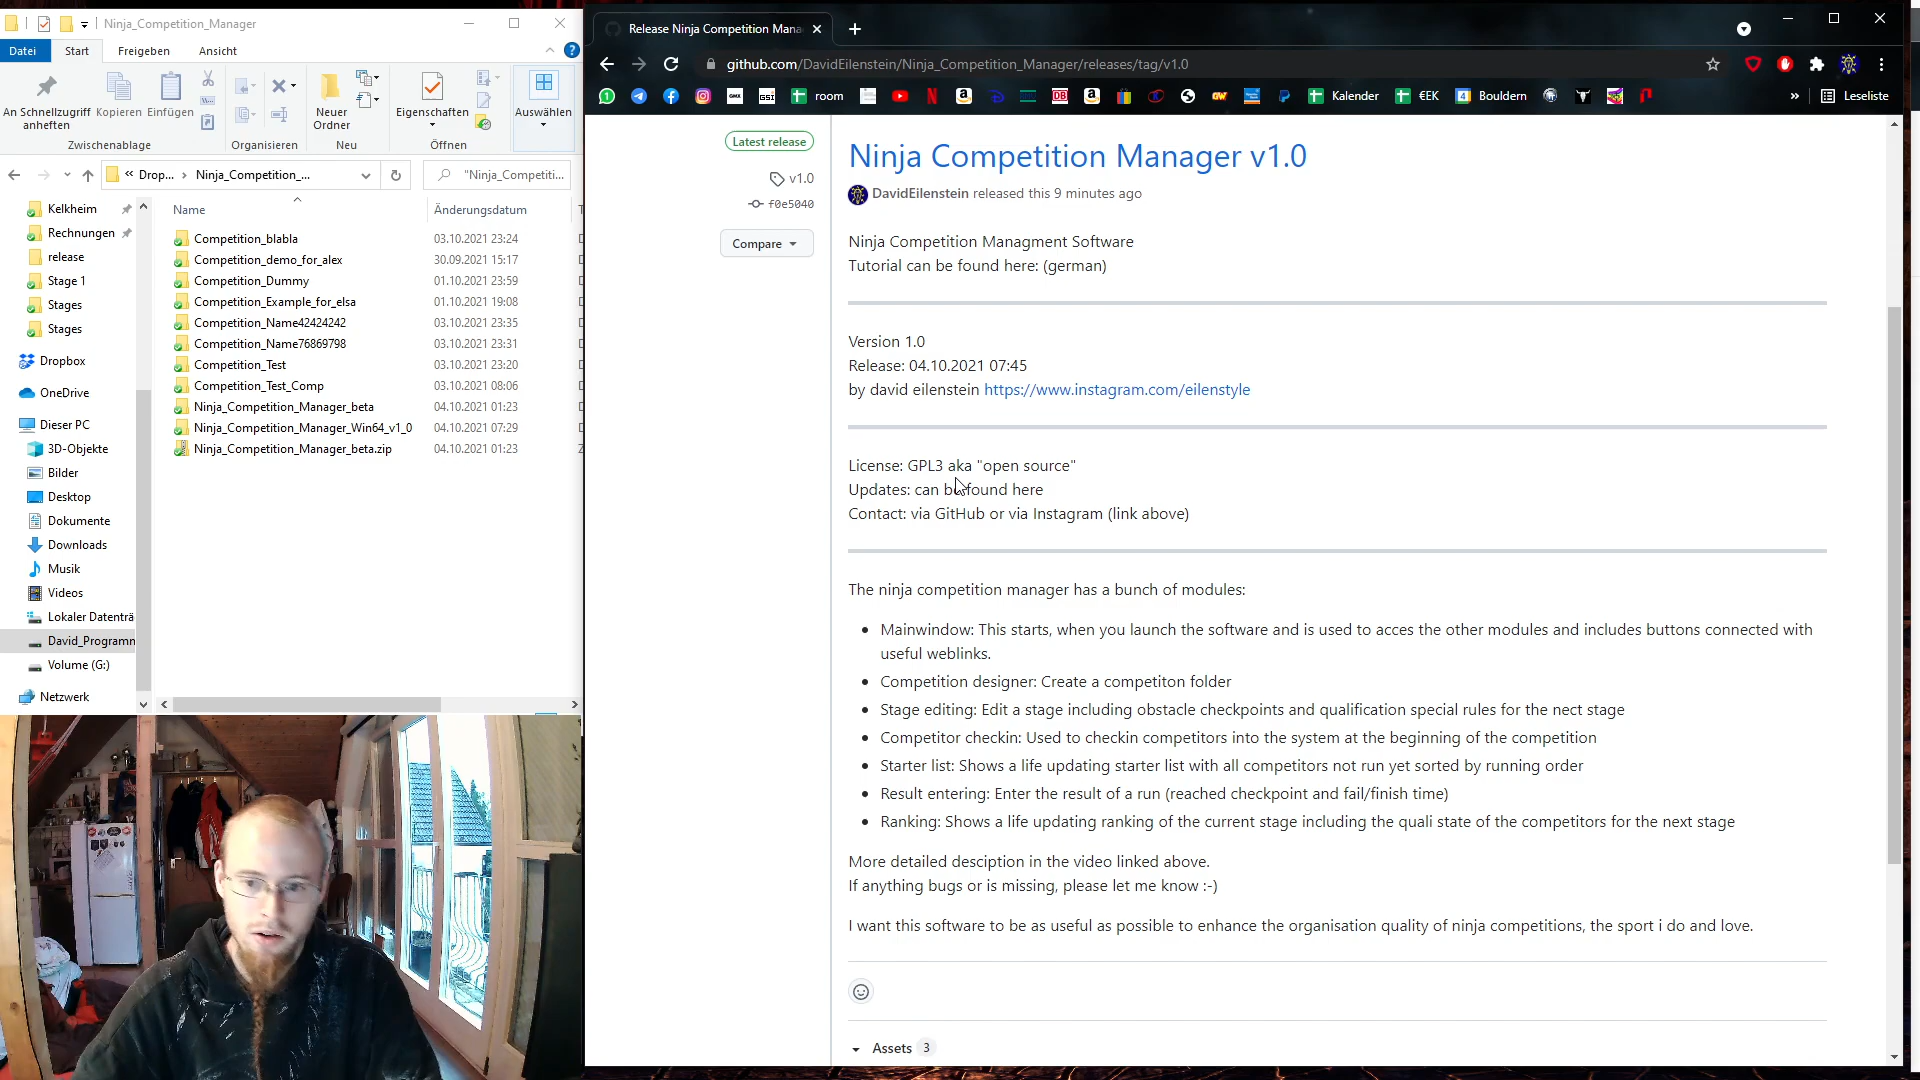 Ninja_Competition_Manager
Datei
Start
Freigeben
Ansicht
An Schnellzugriff anheften
Kopieren
Einfügen
Neuer Ordner
Eigenschaften
Auswählen
Zwischenablage
Organisieren
Neu
Öffnen
« Drop... › Ninja_Competition_...
"Ninja_Competiti...
Kelkheim
Rechnungen
release
Stage 1
Stages
Stages
Dropbox
OneDrive
Dieser PC
3D-Objekte
Bilder
Desktop
Dokumente
Downloads
Musik
Videos
Lokaler Datenträ
David_Programm
Volume (G:)
Netzwerk
Name Änderungsdatum
Competition_blabla 03.10.2021 23:24
Competition_demo_for_alex 30.09.2021 15:17
Competition_Dummy 01.10.2021 23:59
Competition_Example_for_elsa 01.10.2021 19:08
Competition_Name42424242 03.10.2021 23:35
Competition_Name76869798 03.10.2021 23:31
Competition_Test 03.10.2021 23:20
Competition_Test_Comp 03.10.2021 08:06
Ninja_Competition_Manager_beta 04.10.2021 01:23
Ninja_Competition_Manager_Win64_v1_0 04.10.2021 07:29
Ninja_Competition_Manager_beta.zip 04.10.2021 01:23
Release Ninja Competition Mana
github.com/DavidEilenstein/Ninja_Competition_Manager/releases/tag/v1.0
GMX GSI room DB Kalender €EK 4 Bouldern » Leseliste
Latest release
v1.0
f0e5040
Compare
Ninja Competition Manager v1.0
DavidEilenstein released this 9 minutes ago
Ninja Competition Managment Software
Tutorial can be found here: (german)
Version 1.0
Release: 04.10.2021 07:45
by david eilenstein https://www.instagram.com/eilenstyle
License: GPL3 aka "open source"
Updates: can be found here
Contact: via GitHub or via Instagram (link above)
The ninja competition manager has a bunch of modules:
• Mainwindow: This starts, when you launch the software and is used to acces the other modules and includes buttons connected with
useful weblinks.
• Competition designer: Create a competiton folder
• Stage editing: Edit a stage including obstacle checkpoints and qualification special rules for the nect stage
• Competitor checkin: Used to checkin competitors into the system at the beginning of the competition
• Starter list: Shows a life updating starter list with all competitors not run yet sorted by running order
• Result entering: Enter the result of a run (reached checkpoint and fail/finish time)
• Ranking: Shows a life updating ranking of the current stage including the quali state of the competitors for the next stage
More detailed desciption in the video linked above.
If anything bugs or is missing, please let me know :-)
I want this software to be as useful as possible to enhance the organisation quality of ninja competitions, the sport i do and love.
Assets 3